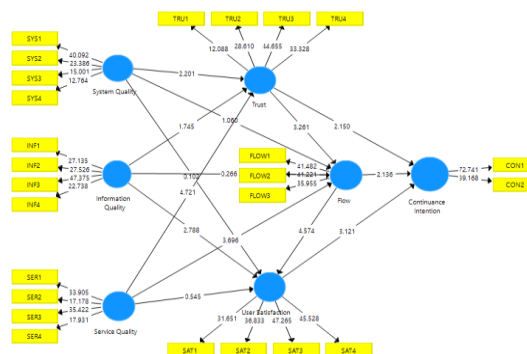 TRU1 TRU2 TRU3 TRU4
12.088 28.610 44.655 33.328
SYS1
SYS2
SYS3
SYS4
40.092
23.386
15.001
12.764
System Quality
2.201
Trust
1.745
1.060
3.261
2.150
INF1
INF2
INF3
INF4
27.135
27.526
47.375
22.738
Information
Quality
0.102
0.266
4.721
FLOW1
FLOW2
FLOW3
41.482
41.221
35.955
Flow
2.136
Continuance
Intention
72.741
39.168
CON1
CON2
2.788
3.696
4.574
3.121
SER1
SER2
SER3
SER4
33.905
17.178
35.422
17.931
Service Quality
0.545
User Satisfaction
31.651 36.833 47.265 45.528
SAT1 SAT2 SAT3 SAT4